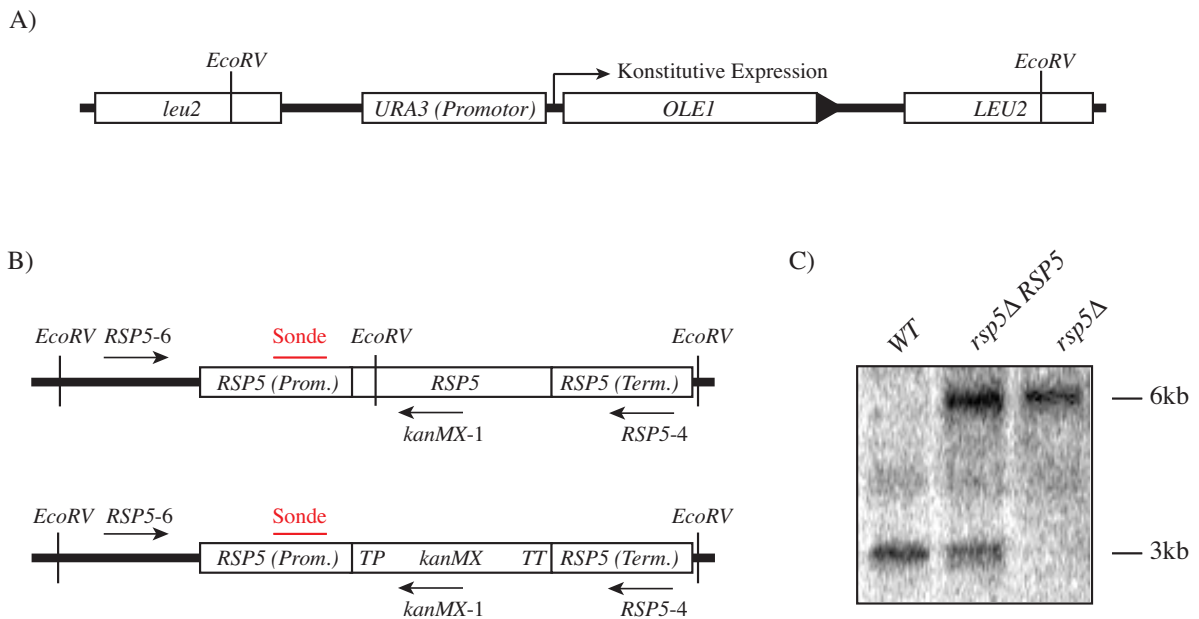 A)
EcoRV
EcoRV
Konstitutive Expression
leu2
URA3 (Promotor)
OLE1
LEU2
B)
C)
EcoRV
RSP5-6
Sonde
EcoRV
EcoRV
RSP5 (Prom.)
RSP5
RSP5 (Term.)
kanMX-1
RSP5-4
EcoRV
RSP5-6
Sonde
EcoRV
RSP5 (Prom.)
TP
kanMX
TT
RSP5 (Term.)
kanMX-1
RSP5-4
WT
rsp5Δ RSP5
rsp5Δ
6kb
3kb